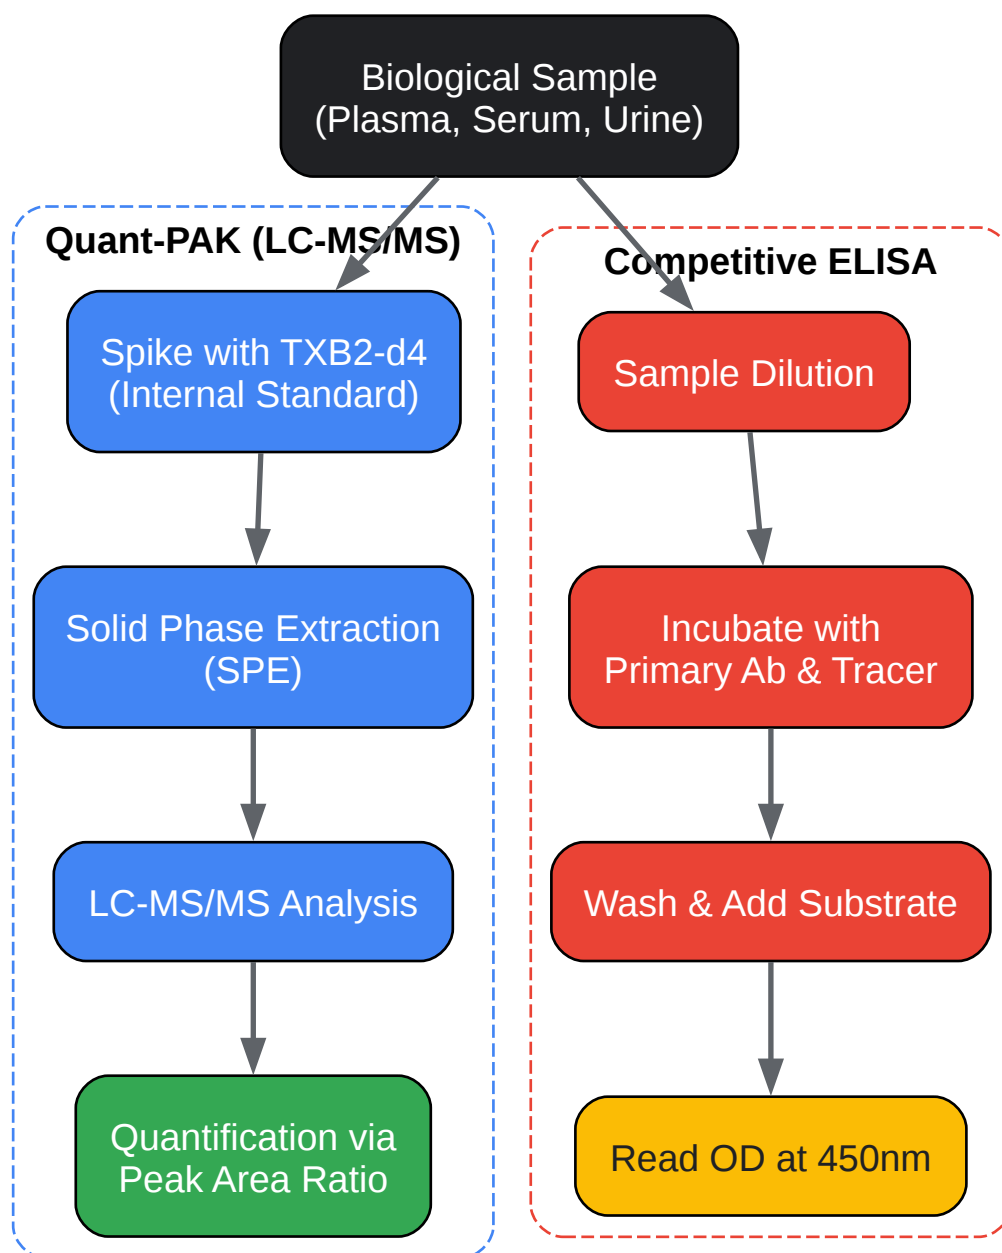 Biological Sample
(Plasma, Serum, Urine)
Quant-PAK (LC-MS/MS)
Spike with TXB2-d4
(Internal Standard)
Solid Phase Extraction
(SPE)
LC-MS/MS Analysis
Quantification via
Peak Area Ratio
Competitive ELISA
Sample Dilution
Incubate with
Primary Ab & Tracer
Wash & Add Substrate
Read OD at 450nm